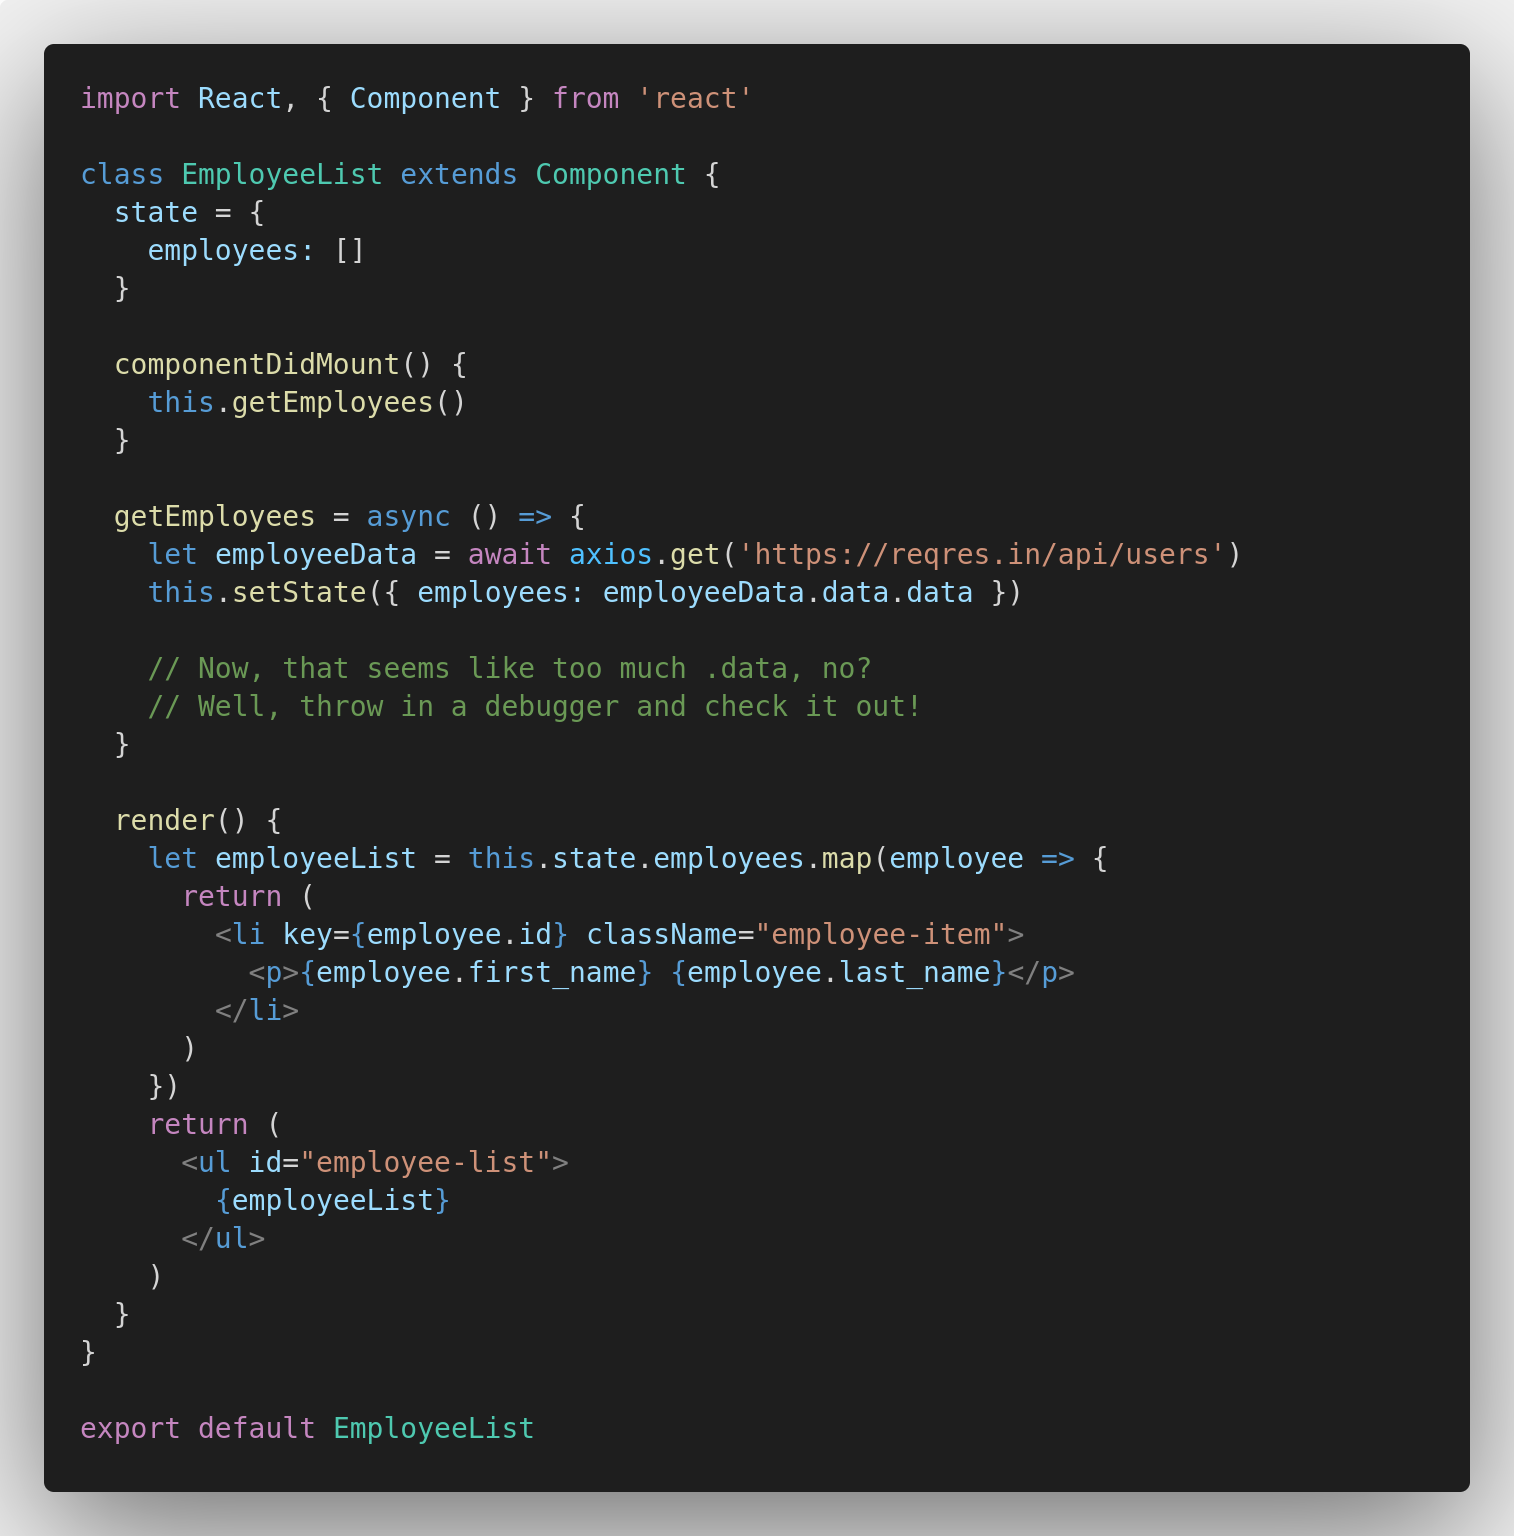 import React, { Component } from 'react'

class EmployeeList extends Component {
  state = {
    employees: []
  }

  componentDidMount() {
    this.getEmployees()
  }

  getEmployees = async () => {
    let employeeData = await axios.get('https://reqres.in/api/users')
    this.setState({ employees: employeeData.data.data })

    // Now, that seems like too much .data, no?
    // Well, throw in a debugger and check it out!
  }

  render() {
    let employeeList = this.state.employees.map(employee => {
      return (
        <li key={employee.id} className="employee-item">
          <p>{employee.first_name} {employee.last_name}</p>
        </li>
      )
    })
    return (
      <ul id="employee-list">
        {employeeList}
      </ul>
    )
  }
}

export default EmployeeList